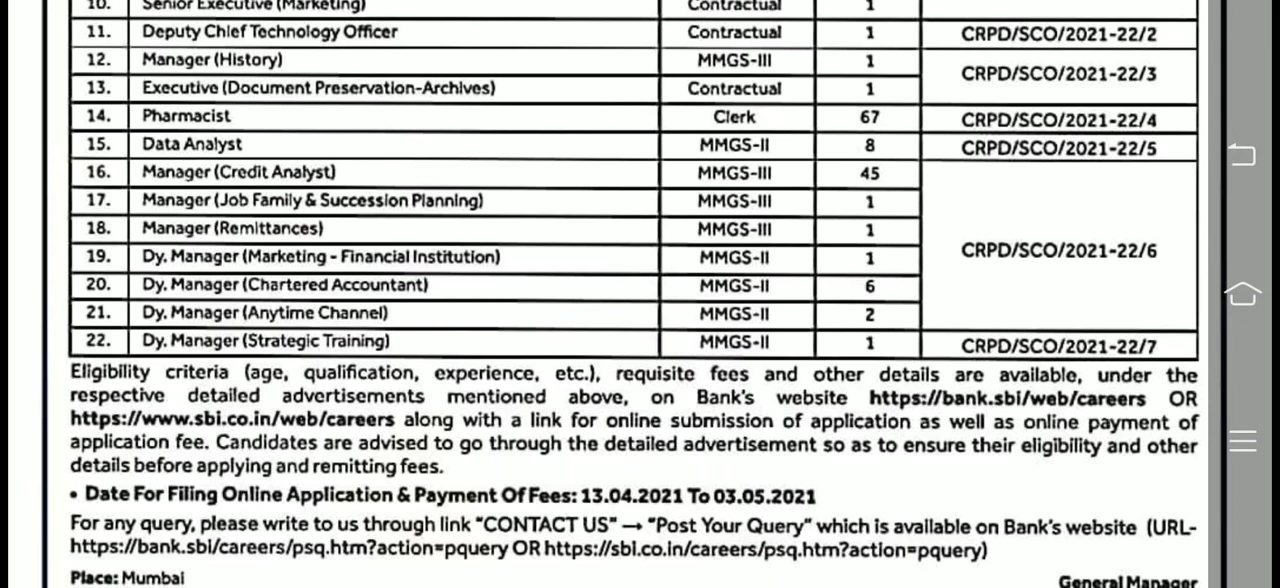 10. Senior Executive (Marketing) Contractual 1
11. Deputy Chief Technology Officer Contractual 1 CRPD/SCO/2021-22/2
12. Manager (History) MMGS-III 1
CRPD/SCO/2021-22/3
13. Executive (Document Preservation-Archives) Contractual 1
14. Pharmacist Clerk 67 CRPD/SCO/2021-22/4
15. Data Analyst MMGS-II 8 CRPD/SCO/2021-22/5
16. Manager (Credit Analyst) MMGS-III 45
17. Manager (Job Family & Succession Planning) MMGS-III 1
18. Manager (Remittances) MMGS-III 1
CRPD/SCO/2021-22/6
19. Dy. Manager (Marketing - Financial Institution) MMGS-II 1
20. Dy. Manager (Chartered Accountant) MMGS-II 6
21. Dy. Manager (Anytime Channel) MMGS-II 2
22. Dy. Manager (Strategic Training) MMGS-II 1 CRPD/SCO/2021-22/7
Eligibility criteria (age, qualification, experience, etc.), requisite fees and other details are available, under the
respective detailed advertisements mentioned above, on Bank's website https://bank.sbi/web/careers OR
https://www.sbi.co.in/web/careers along with a link for online submission of application as well as online payment of
application fee. Candidates are advised to go through the detailed advertisement so as to ensure their eligibility and other
details before applying and remitting fees.
• Date For Filing Online Application & Payment Of Fees: 13.04.2021 To 03.05.2021
For any query, please write to us through link "CONTACT US" → "Post Your Query" which is available on Bank's website (URL-
https://bank.sbi/careers/psq.htm?action=pquery OR https://sbi.co.in/careers/psq.htm?action=pquery)
Place: Mumbai General Manager